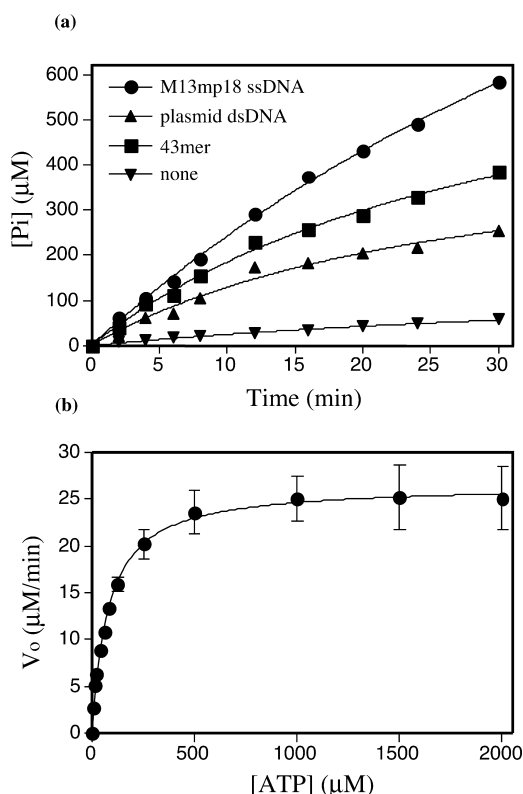 (a)
600
500
400
300
200
100
0
[Pi] (μM)
M13mp18 ssDNA
plasmid dsDNA
43mer
none
0 5 10 15 20 25 30
Time (min)
(b)
30
25
20
15
10
5
0
Vo (μM/min)
0 500 1000 1500 2000
[ATP] (μM)